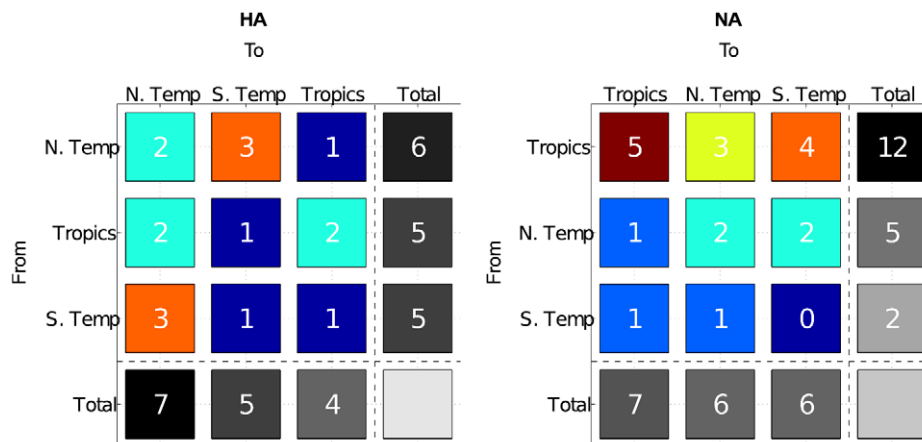 HA
To
N. Temp S. Temp Tropics Total
N. Temp 2 3 1 6
Tropics 2 1 2 5
S. Temp 3 1 1 5
Total 7 5 4
From
NA
To
Tropics N. Temp S. Temp Total
Tropics 5 3 4 12
N. Temp 1 2 2 5
S. Temp 1 1 0 2
Total 7 6 6
From